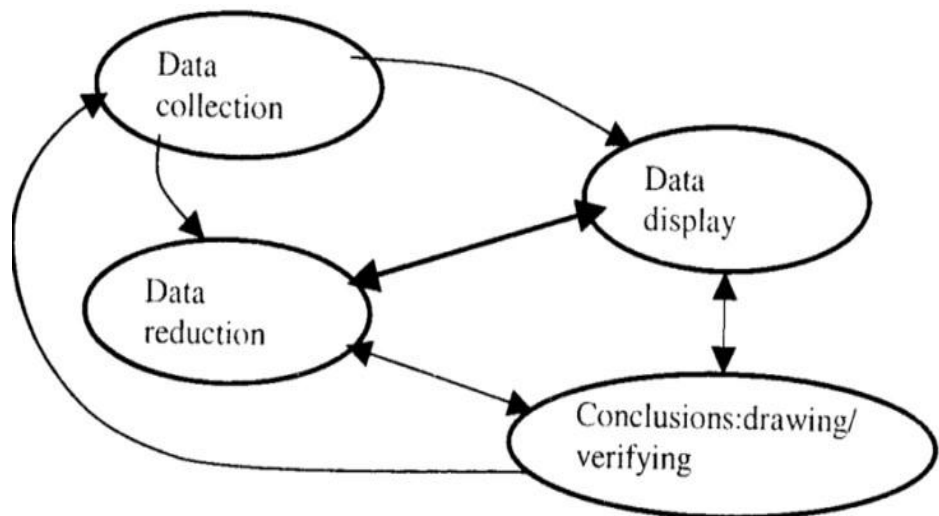 Data
collection
Data
display
Data
reduction
Conclusions:drawing/
verifying